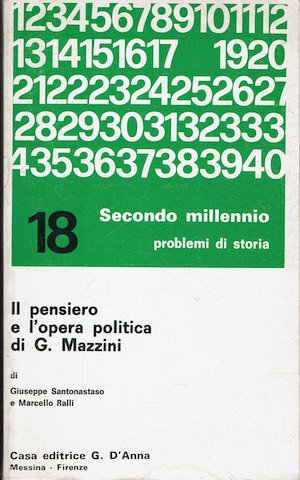 123456789101112
1314151617 1920
21222324252627
28293031323334
4353637383940
18
Secondo millennio
problemi di storia
Il pensiero
e l'opera politica
di G. Mazzini
di
Giuseppe Santonastaso
e Marcello Ralli
Casa editrice G. D'Anna
Messina - Firenze